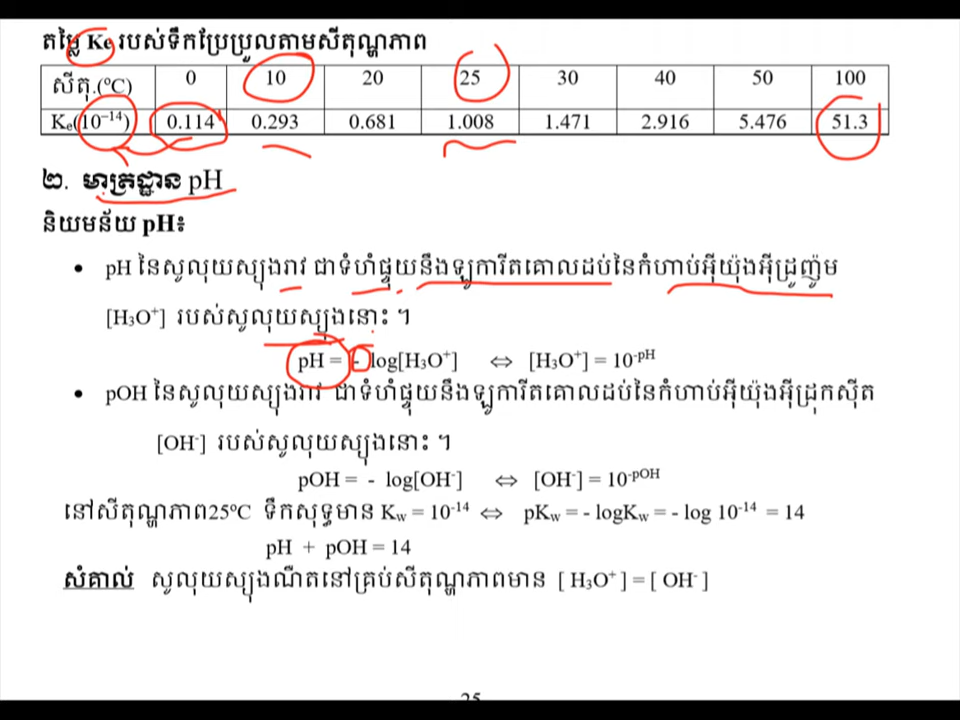 តម្លៃ Ke របស់ទឹកប្រែប្រួលតាមសីតុណ្ហភាព
សីតុ.(ºC) 0 10 20 25 30 40 50 100
Kₑ(10⁻¹⁴) 0.114 0.293 0.681 1.008 1.471 2.916 5.476 51.3
២. មាត្រដ្ឋាន pH
និយមន័យ pH៖
• pH នៃសូលុយស្យុងរាវ ជាទំហំផ្ទុយនឹងឡូការីតគោលដប់នៃកំហាប់អ៊ីយ៉ុងអ៊ីដ្រូញ៉ូម
[H₃O⁺] របស់សូលុយស្យុងនោះ ។
pH = - log[H₃O⁺] ⇔ [H₃O⁺] = 10⁻ᵖᴴ
• pOH នៃសូលុយស្យុងរាវ ជាទំហំផ្ទុយនឹងឡូការីតគោលដប់នៃកំហាប់អ៊ីយ៉ុងអ៊ីដ្រុកស៊ីត
[OH⁻] របស់សូលុយស្យុងនោះ ។
pOH = - log[OH⁻] ⇔ [OH⁻] = 10⁻ᵖᴼᴴ
នៅសីតុណ្ហភាព25ºC ទឹកសុទ្ធមាន Kw = 10⁻¹⁴ ⇔ pKw = - logKw = - log 10⁻¹⁴ = 14
pH + pOH = 14
សំគាល់ សូលុយស្យុងណឺតនៅគ្រប់សីតុណ្ហភាពមាន [ H₃O⁺] = [ OH⁻ ]